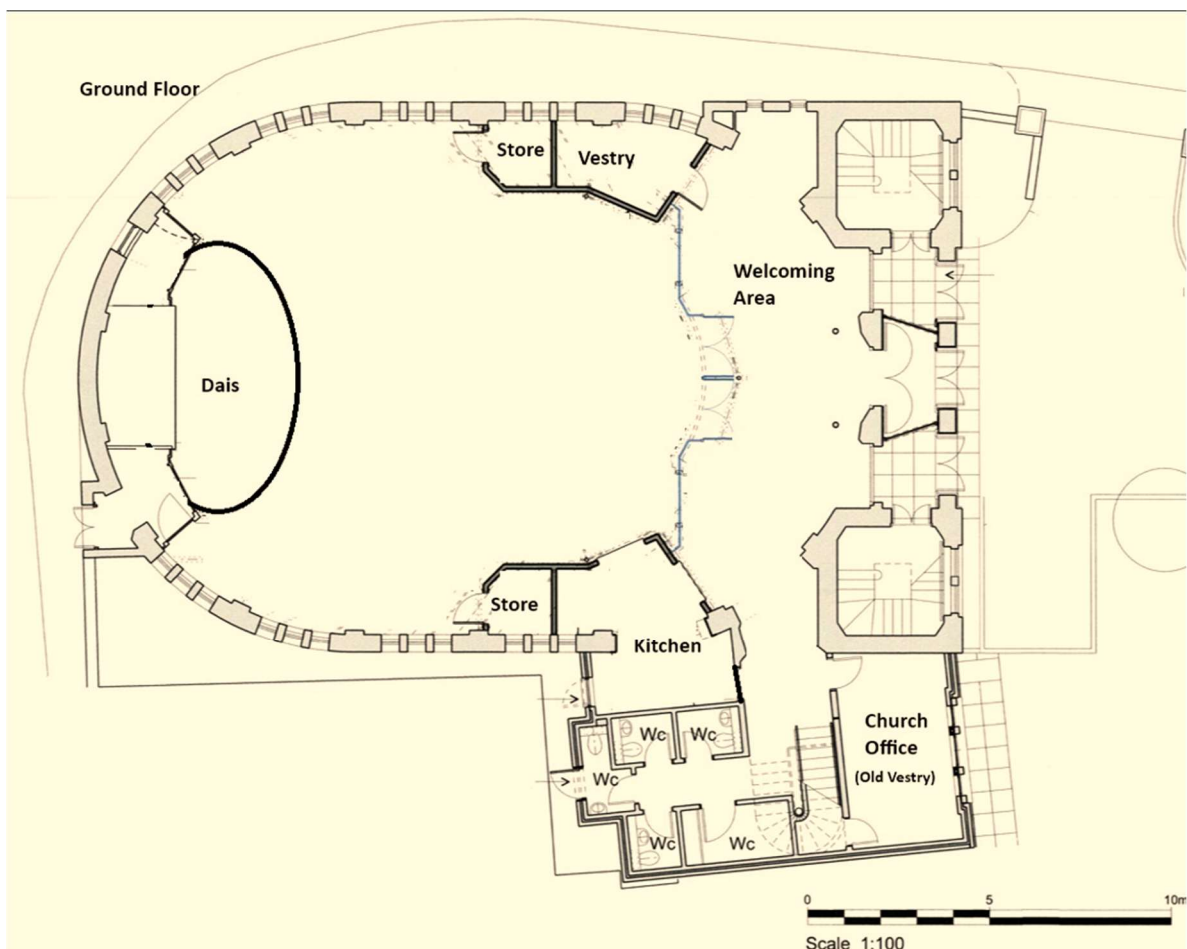 Ground Floor
Store
Vestry
Welcoming
Area
Dais
Store
Kitchen
Wc
Wc
Wc
Wc
Wc
Church
Office
(Old Vestry)
0 5 10m
Scale 1:100